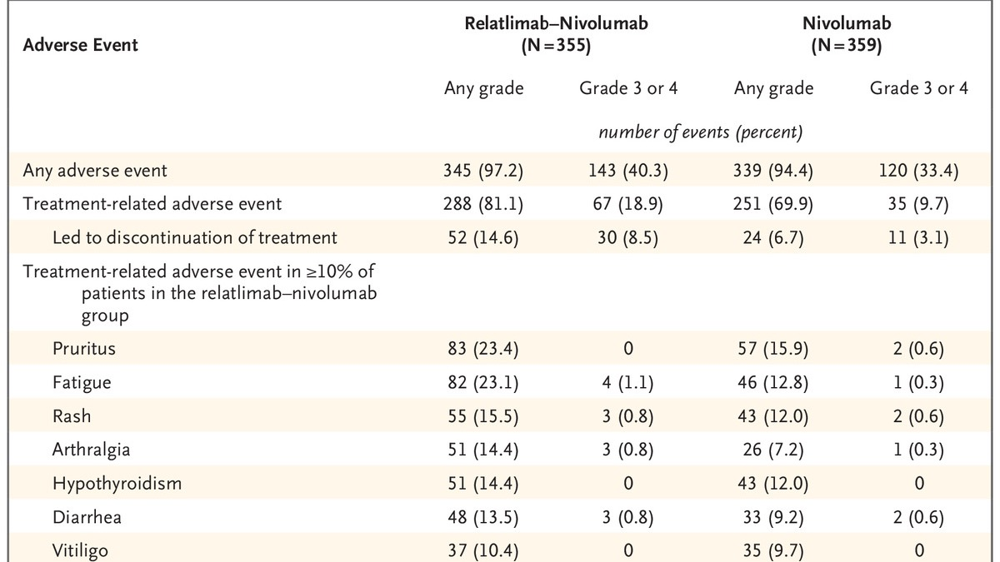 Adverse Event Relatlimab–Nivolumab (N=355) Nivolumab (N=359)
Any grade Grade 3 or 4 Any grade Grade 3 or 4
number of events (percent)
Any adverse event 345 (97.2) 143 (40.3) 339 (94.4) 120 (33.4)
Treatment-related adverse event 288 (81.1) 67 (18.9) 251 (69.9) 35 (9.7)
Led to discontinuation of treatment 52 (14.6) 30 (8.5) 24 (6.7) 11 (3.1)
Treatment-related adverse event in ≥10% of
patients in the relatlimab–nivolumab
group
Pruritus 83 (23.4) 0 57 (15.9) 2 (0.6)
Fatigue 82 (23.1) 4 (1.1) 46 (12.8) 1 (0.3)
Rash 55 (15.5) 3 (0.8) 43 (12.0) 2 (0.6)
Arthralgia 51 (14.4) 3 (0.8) 26 (7.2) 1 (0.3)
Hypothyroidism 51 (14.4) 0 43 (12.0) 0
Diarrhea 48 (13.5) 3 (0.8) 33 (9.2) 2 (0.6)
Vitiligo 37 (10.4) 0 35 (9.7) 0